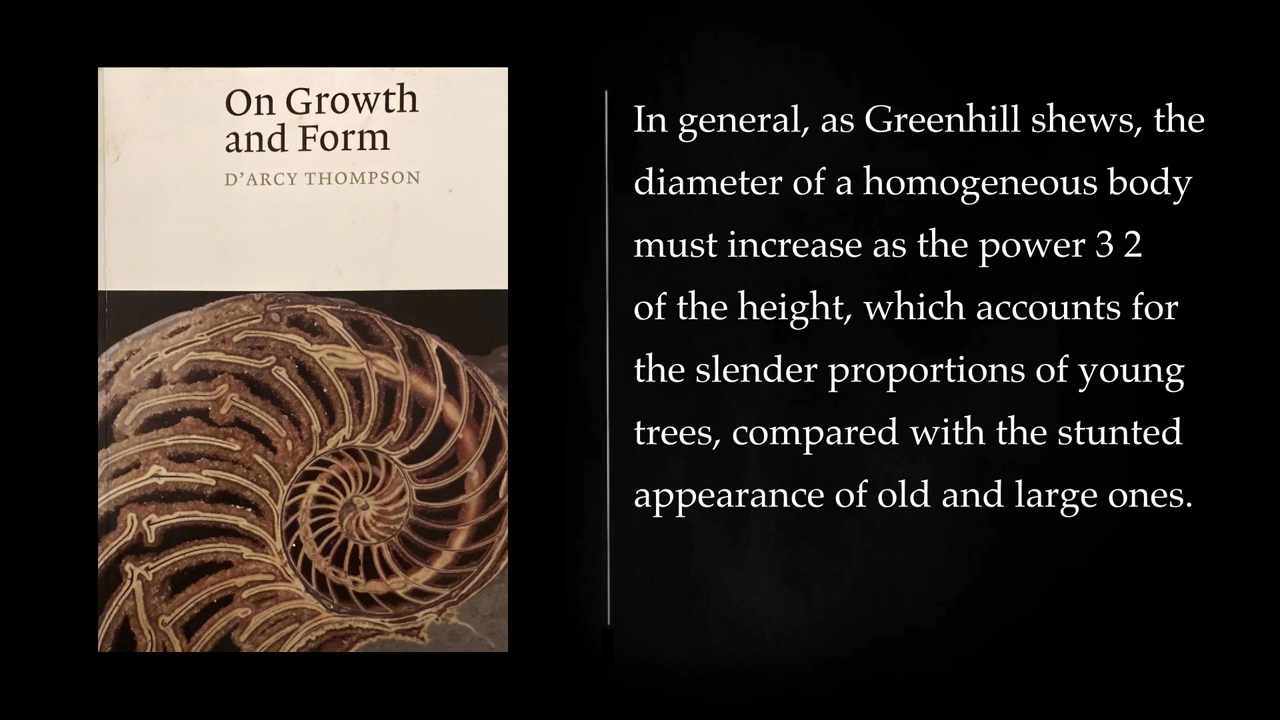 On Growth
and Form
D'ARCY THOMPSON
In general, as Greenhill shews, the
diameter of a homogeneous body
must increase as the power 3 2
of the height, which accounts for
the slender proportions of young
trees, compared with the stunted
appearance of old and large ones.